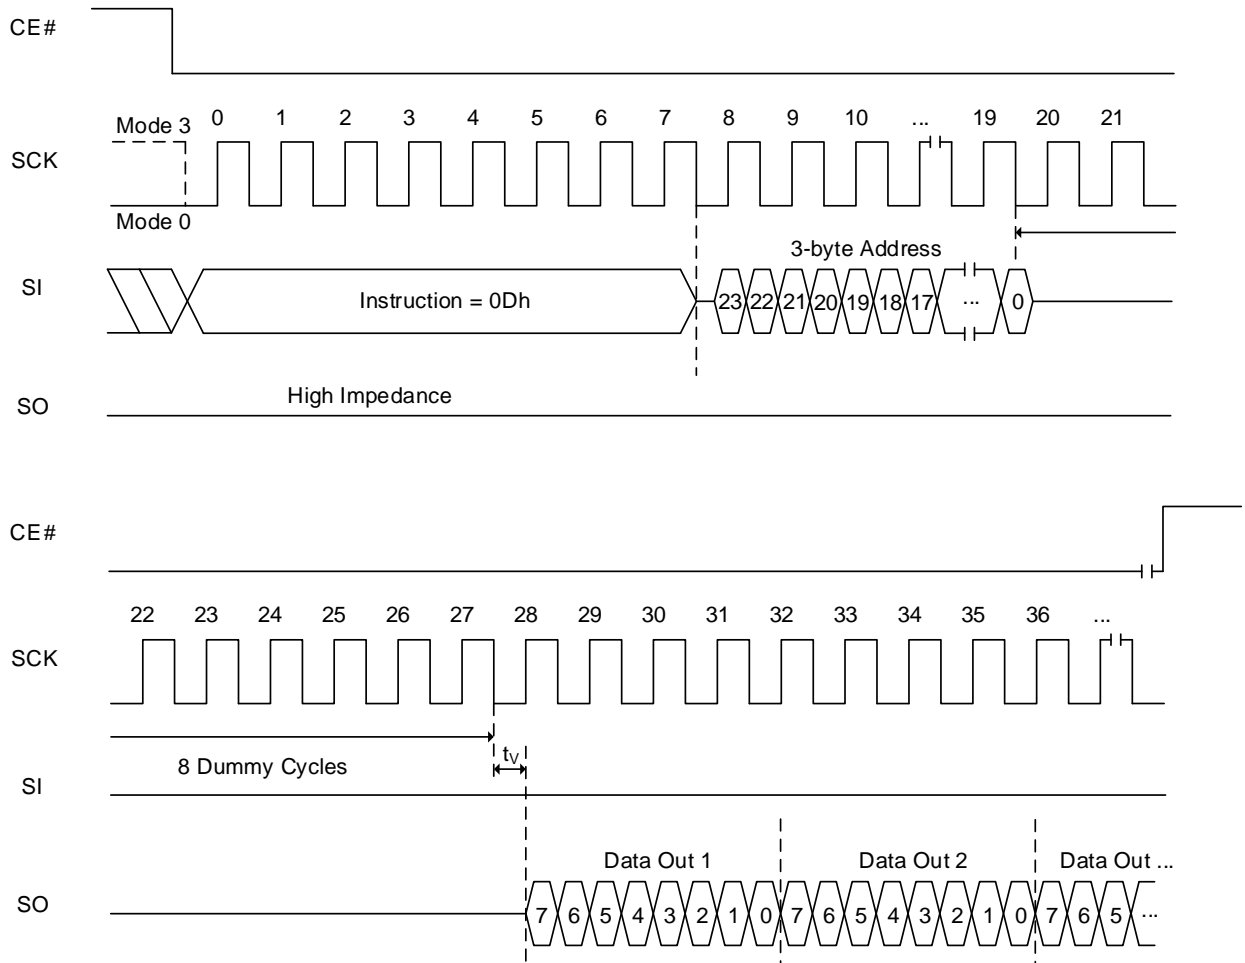 CE#
Mode 3 0 1 2 3 4 5 6 7 8 9 10 ... 19 20 21
SCK
Mode 0
3-byte Address
SI Instruction = 0Dh 23 22 21 20 19 18 17 ... 0
High Impedance
SO
CE#
22 23 24 25 26 27 28 29 30 31 32 33 34 35 36 ...
SCK
8 Dummy Cycles tV
SI
Data Out 1 Data Out 2 Data Out ...
SO 7 6 5 4 3 2 1 0 7 6 5 4 3 2 1 0 7 6 5 ...